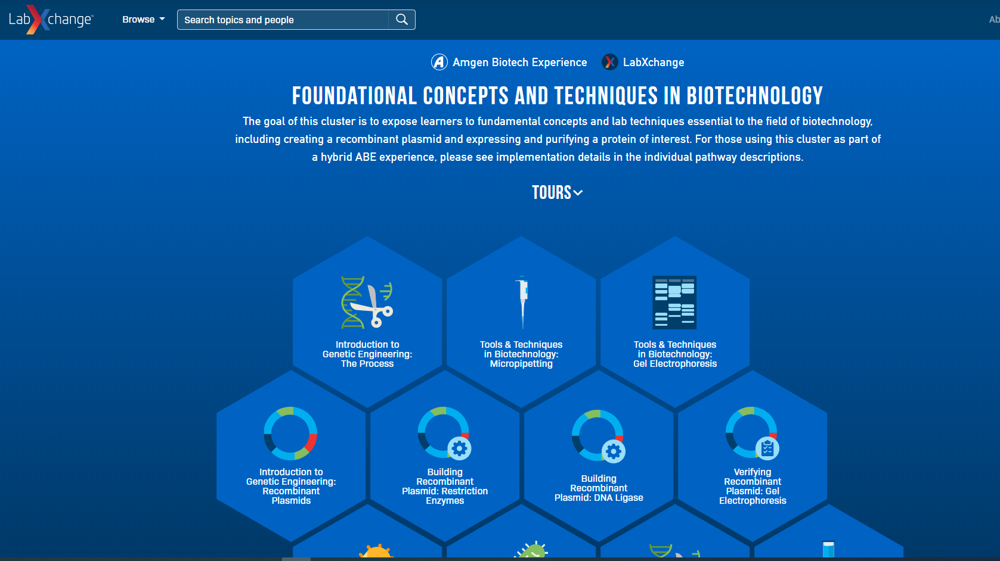 LabXchange™
Browse
Search topics and people
Amgen Biotech Experience
LabXchange
FOUNDATIONAL CONCEPTS AND TECHNIQUES IN BIOTECHNOLOGY
The goal of this cluster is to expose learners to fundamental concepts and lab techniques essential to the field of biotechnology,
including creating a recombinant plasmid and expressing and purifying a protein of interest. For those using this cluster as part of
a hybrid ABE experience, please see implementation details in the individual pathway descriptions.
TOURS
Introduction to
Genetic Engineering:
The Process
Tools & Techniques
in Biotechnology:
Micropipetting
Tools & Techniques
in Biotechnology:
Gel Electrophoresis
Introduction to
Genetic Engineering:
Recombinant
Plasmids
Building
Recombinant
Plasmid: Restriction
Enzymes
Building
Recombinant
Plasmid: DNA Ligase
Verifying
Recombinant
Plasmid: Gel
Electrophoresis